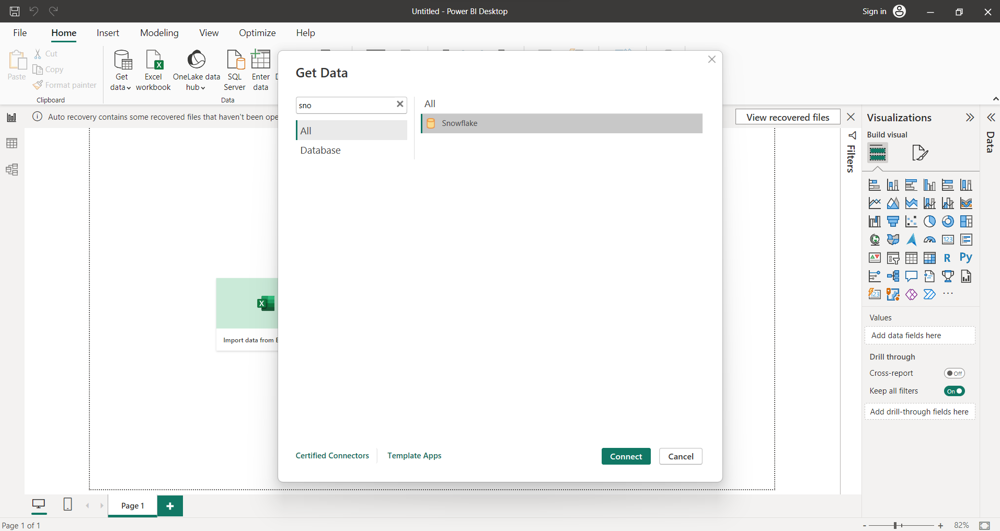 Untitled - Power BI Desktop
Sign in
File
Home
Insert
Modeling
View
Optimize
Help
Paste
Cut
Copy
Format painter
Clipboard
Get data
Excel workbook
OneLake data hub
SQL Server
Enter data
Data
Auto recovery contains some recovered files that haven't been ope
View recovered files
Get Data
sno
All
Database
All
Snowflake
Certified Connectors
Template Apps
Connect
Cancel
Import data from E
Filters
Visualizations
Build visual
123
R
Py
123
Values
Add data fields here
Drill through
Cross-report
Off
Keep all filters
On
Add drill-through fields here
Data
Page 1
Page 1 of 1
82%